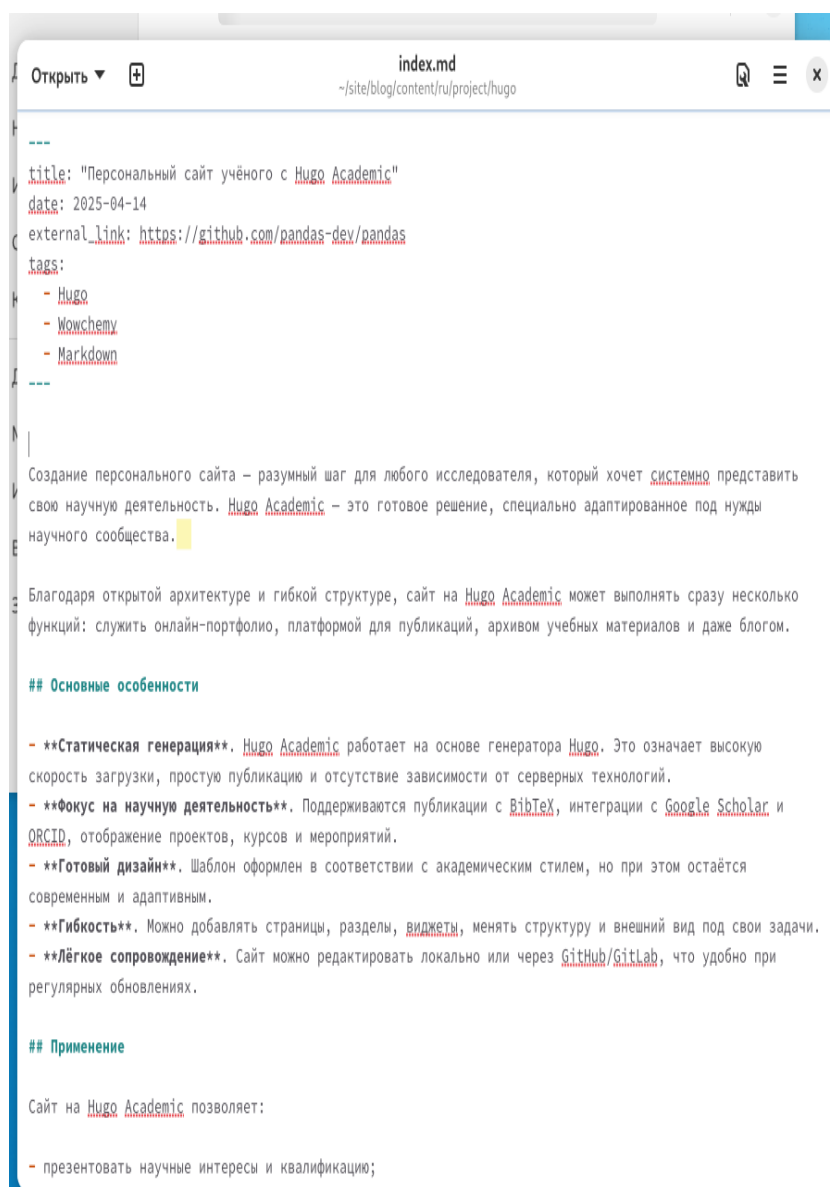 Открыть
index.md
~/site/blog/content/ru/project/hugo
---
title: "Персональный сайт учёного с Hugo Academic"
date: 2025-04-14
external_link: https://github.com/pandas-dev/pandas
tags:
  - Hugo
  - Wowchemy
  - Markdown
---
Создание персонального сайта — разумный шаг для любого исследователя, который хочет системно представить
свою научную деятельность. Hugo Academic — это готовое решение, специально адаптированное под нужды
научного сообщества.
Благодаря открытой архитектуре и гибкой структуре, сайт на Hugo Academic может выполнять сразу несколько
функций: служить онлайн-портфолио, платформой для публикаций, архивом учебных материалов и даже блогом.
## Основные особенности
- **Статическая генерация**. Hugo Academic работает на основе генератора Hugo. Это означает высокую
скорость загрузки, простую публикацию и отсутствие зависимости от серверных технологий.
- **Фокус на научную деятельность**. Поддерживаются публикации с BibTeX, интеграции с Google Scholar и
ORCID, отображение проектов, курсов и мероприятий.
- **Готовый дизайн**. Шаблон оформлен в соответствии с академическим стилем, но при этом остаётся
современным и адаптивным.
- **Гибкость**. Можно добавлять страницы, разделы, виджеты, менять структуру и внешний вид под свои задачи.
- **Лёгкое сопровождение**. Сайт можно редактировать локально или через GitHub/GitLab, что удобно при
регулярных обновлениях.
## Применение
Сайт на Hugo Academic позволяет:
- презентовать научные интересы и квалификацию;